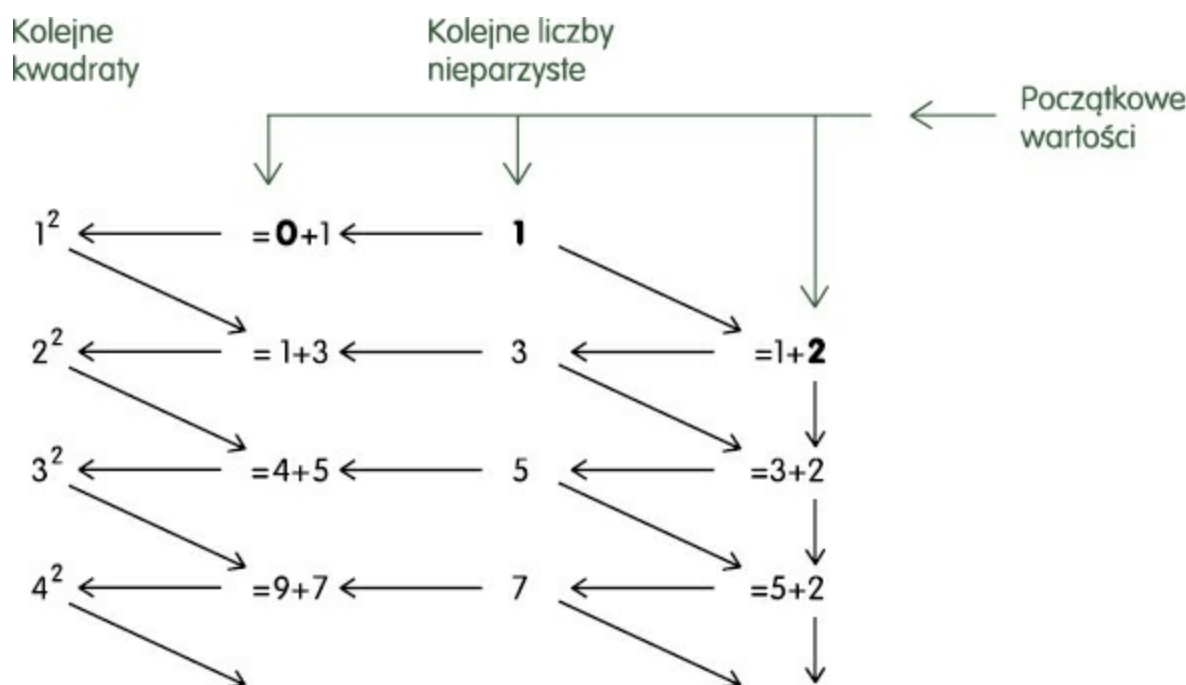 Kolejne
kwadraty
Kolejne liczby
nieparzyste
Początkowe
wartości
1² =0+1 1
2² =1+3 3 =1+2
3² =4+5 5 =3+2
4² =9+7 7 =5+2